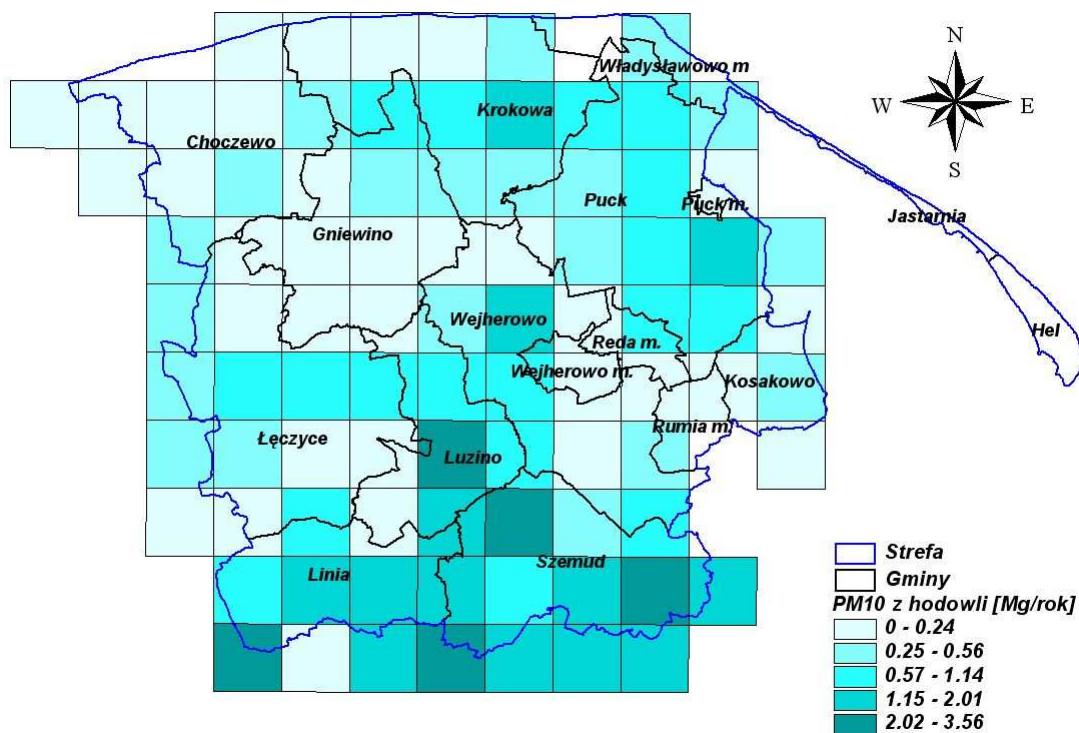 N
W
E
S
Władysławowo m
Krokowa
Choczewo
Puck
Puck m.
Jastarnia
Gniewino
Hel
Wejherowo
Reda m.
Wejherowo m.
Kosakowo
Rumia m.
Łęczyce
Luzino
Szemud
Linia
Strefa
Gminy
PM10 z hodowli [Mg/rok]
0 - 0.24
0.25 - 0.56
0.57 - 1.14
1.15 - 2.01
2.02 - 3.56